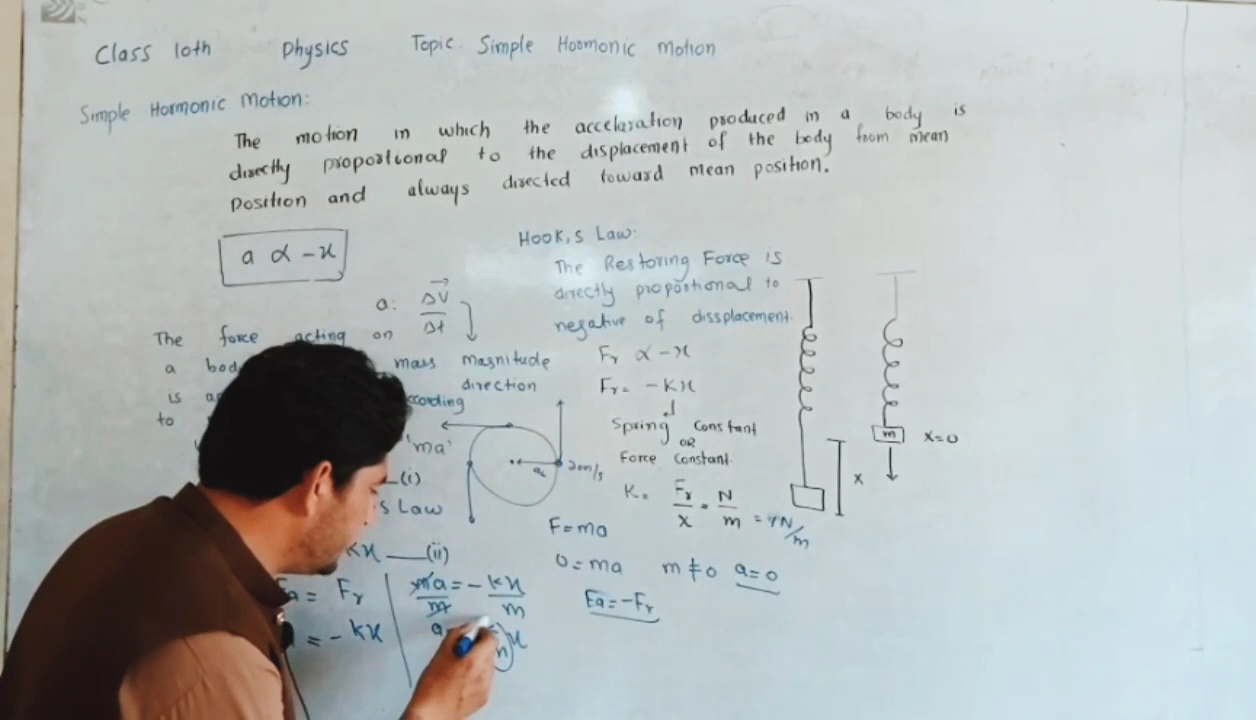 Class 10th Physics Topic Simple Hormonic Motion
Simple Hormonic Motion:
The motion in which the accelaration produced in a body is
directly proportional to the displacement of the body from mean
position and always directed toward mean position.
a ∝ -x
a: ΔV/Δt
The force acting on
a mass magnitude
is direction
to
'ma'
(i)
s Law
kx (ii)
a = Fr
= - kx
ma/m = - kx/m
a x
Hook,s Law:
The Restoring Force is
directly proportional to
negative of dissplacement.
Fr ∝ -x
Fr= -Kx
Spring Constant
OR
Force Constant.
K= Fr/x = N/m
N/m
ac
20m/s
F=ma
0=ma m≠0 a=0
Fa=-Fr
x
m x=0